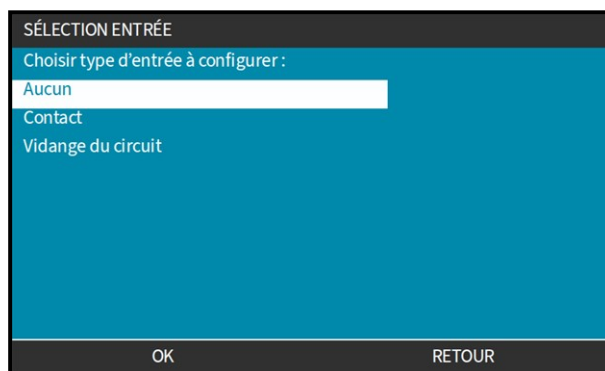 SÉLECTION ENTRÉE
Choisir type d'entrée à configurer :
Aucun
Contact
Vidange du circuit
OK RETOUR